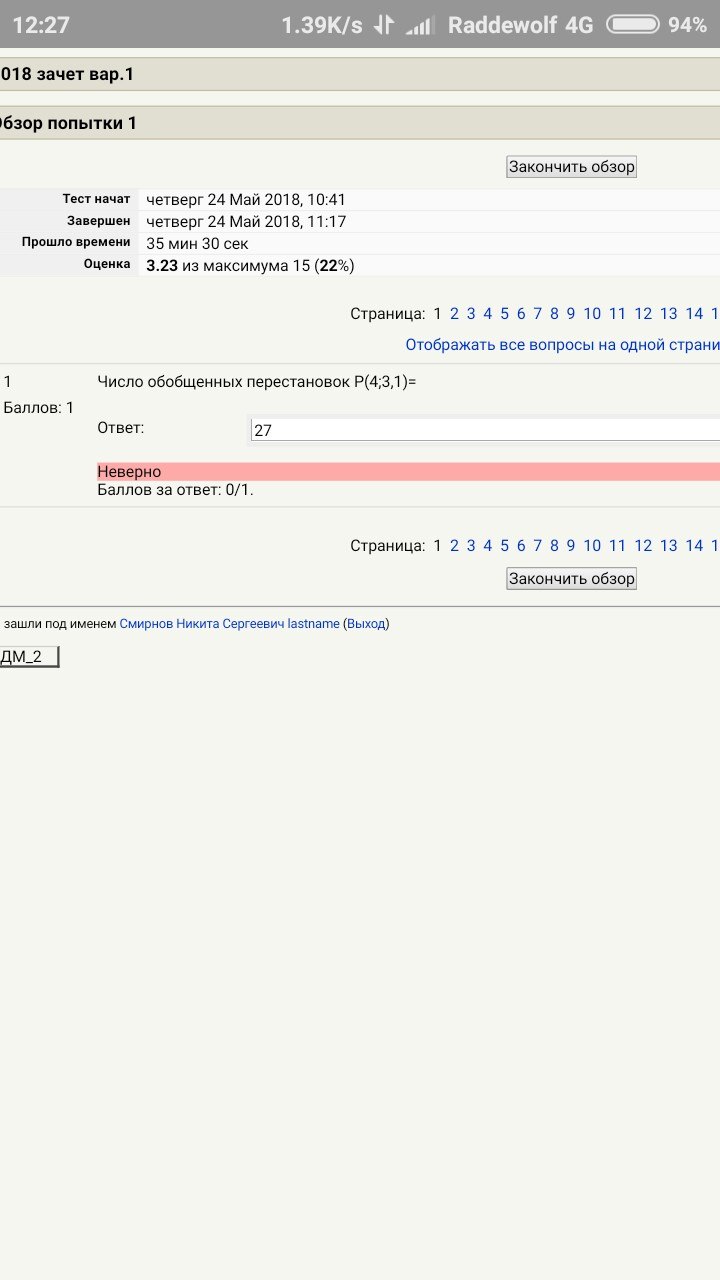 12:27 1.39K/s Raddewolf 4G 94%
018 зачет вар.1
Обзор попытки 1
Закончить обзор
Тест начат четверг 24 Май 2018, 10:41
Завершен четверг 24 Май 2018, 11:17
Прошло времени 35 мин 30 сек
Оценка 3.23 из максимума 15 (22%)
Страница: 1 2 3 4 5 6 7 8 9 10 11 12 13 14 1
Отображать все вопросы на одной страни
1 Число обобщенных перестановок P(4;3,1)=
Баллов: 1
Ответ: 27
Неверно
Баллов за ответ: 0/1.
Страница: 1 2 3 4 5 6 7 8 9 10 11 12 13 14 1
Закончить обзор
зашли под именем Смирнов Никита Сергеевич lastname (Выход)
ДМ_2